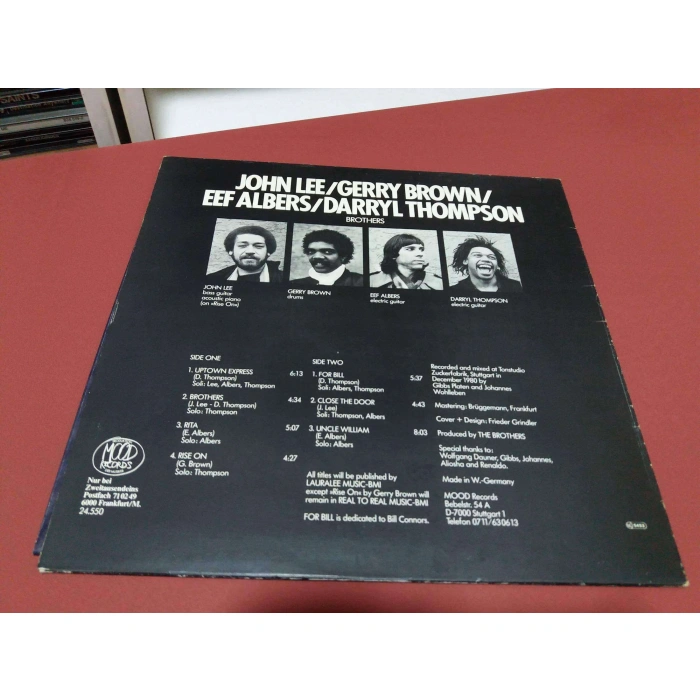 SAINTS
JOHN LEE/GERRY BROWN/
EEF ALBERS/DARRYL THOMPSON
BROTHERS
JOHN LEE
bass guitar
acoustic piano
(on »Rise On«)
GERRY BROWN
drums
EEF ALBERS
electric guitar
DARRYL THOMPSON
electric guitar
SIDE ONE
1. UPTOWN EXPRESS 6:13
(D. Thompson)
Soli: Lee, Albers, Thompson
2. BROTHERS 4:34
(J. Lee - D. Thompson)
Solo: Thompson
3. RITA 5:07
(E. Albers)
Solo: Albers
4. RISE ON 4:27
(G. Brown)
Solo: Thompson
SIDE TWO
1. FOR BILL 5:37
(D. Thompson)
Soli: Albers, Thompson
2. CLOSE THE DOOR 4:43
(J. Lee)
Soli: Thompson, Albers
3. UNCLE WILLIAM 8:03
(E. Albers)
Solo: Albers
All titles will be published by
LAURALEE MUSIC-BMI
except »Rise On« by Gerry Brown will
remain in REAL TO REAL MUSIC-BMI
FOR BILL is dedicated to Bill Connors.
Recorded and mixed at Tonstudio
Zuckerfabrik, Stuttgart in
December 1980 by
Gibbs Platen and Johannes
Wohlleben
Mastering: Brüggemann, Frankfurt
Cover + Design: Frieder Grindler
Produced by THE BROTHERS
Special thanks to:
Wolfgang Dauner, Gibbs, Johannes,
Aliosha and Renaldo.
Made in W.-Germany
MOOD Records
Bebelstr. 54 A
D-7000 Stuttgart 1
Telefon 0711/630613
MOOD
RECORDS
Nur bei
Zweitausendeins
Postfach 710249
6000 Frankfurt/M.
24.550